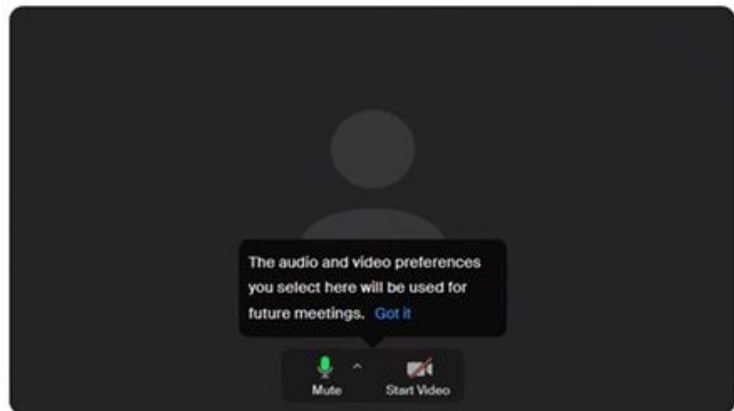 The audio and video preferences
you select here will be used for
future meetings. Got it
Mute
Start Video